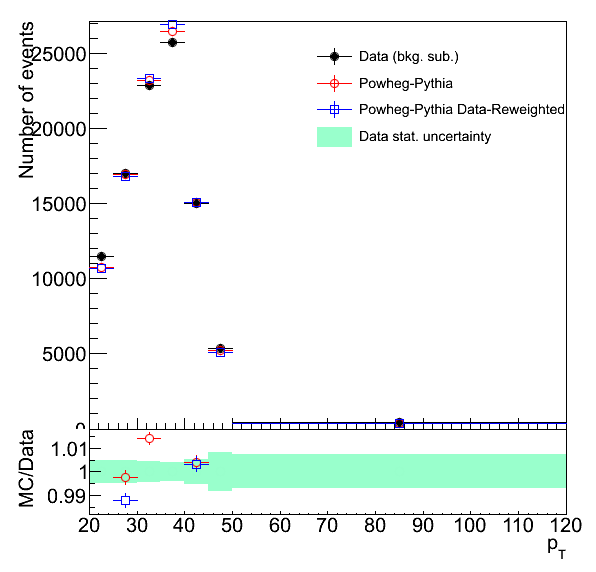 Number of events
25000
20000
15000
10000
5000
0
Data (bkg. sub.)
Powheg-Pythia
Powheg-Pythia Data-Reweighted
Data stat. uncertainty
MC/Data
1.01
1
0.99
20 30 40 50 60 70 80 90 100 110 120
p_T